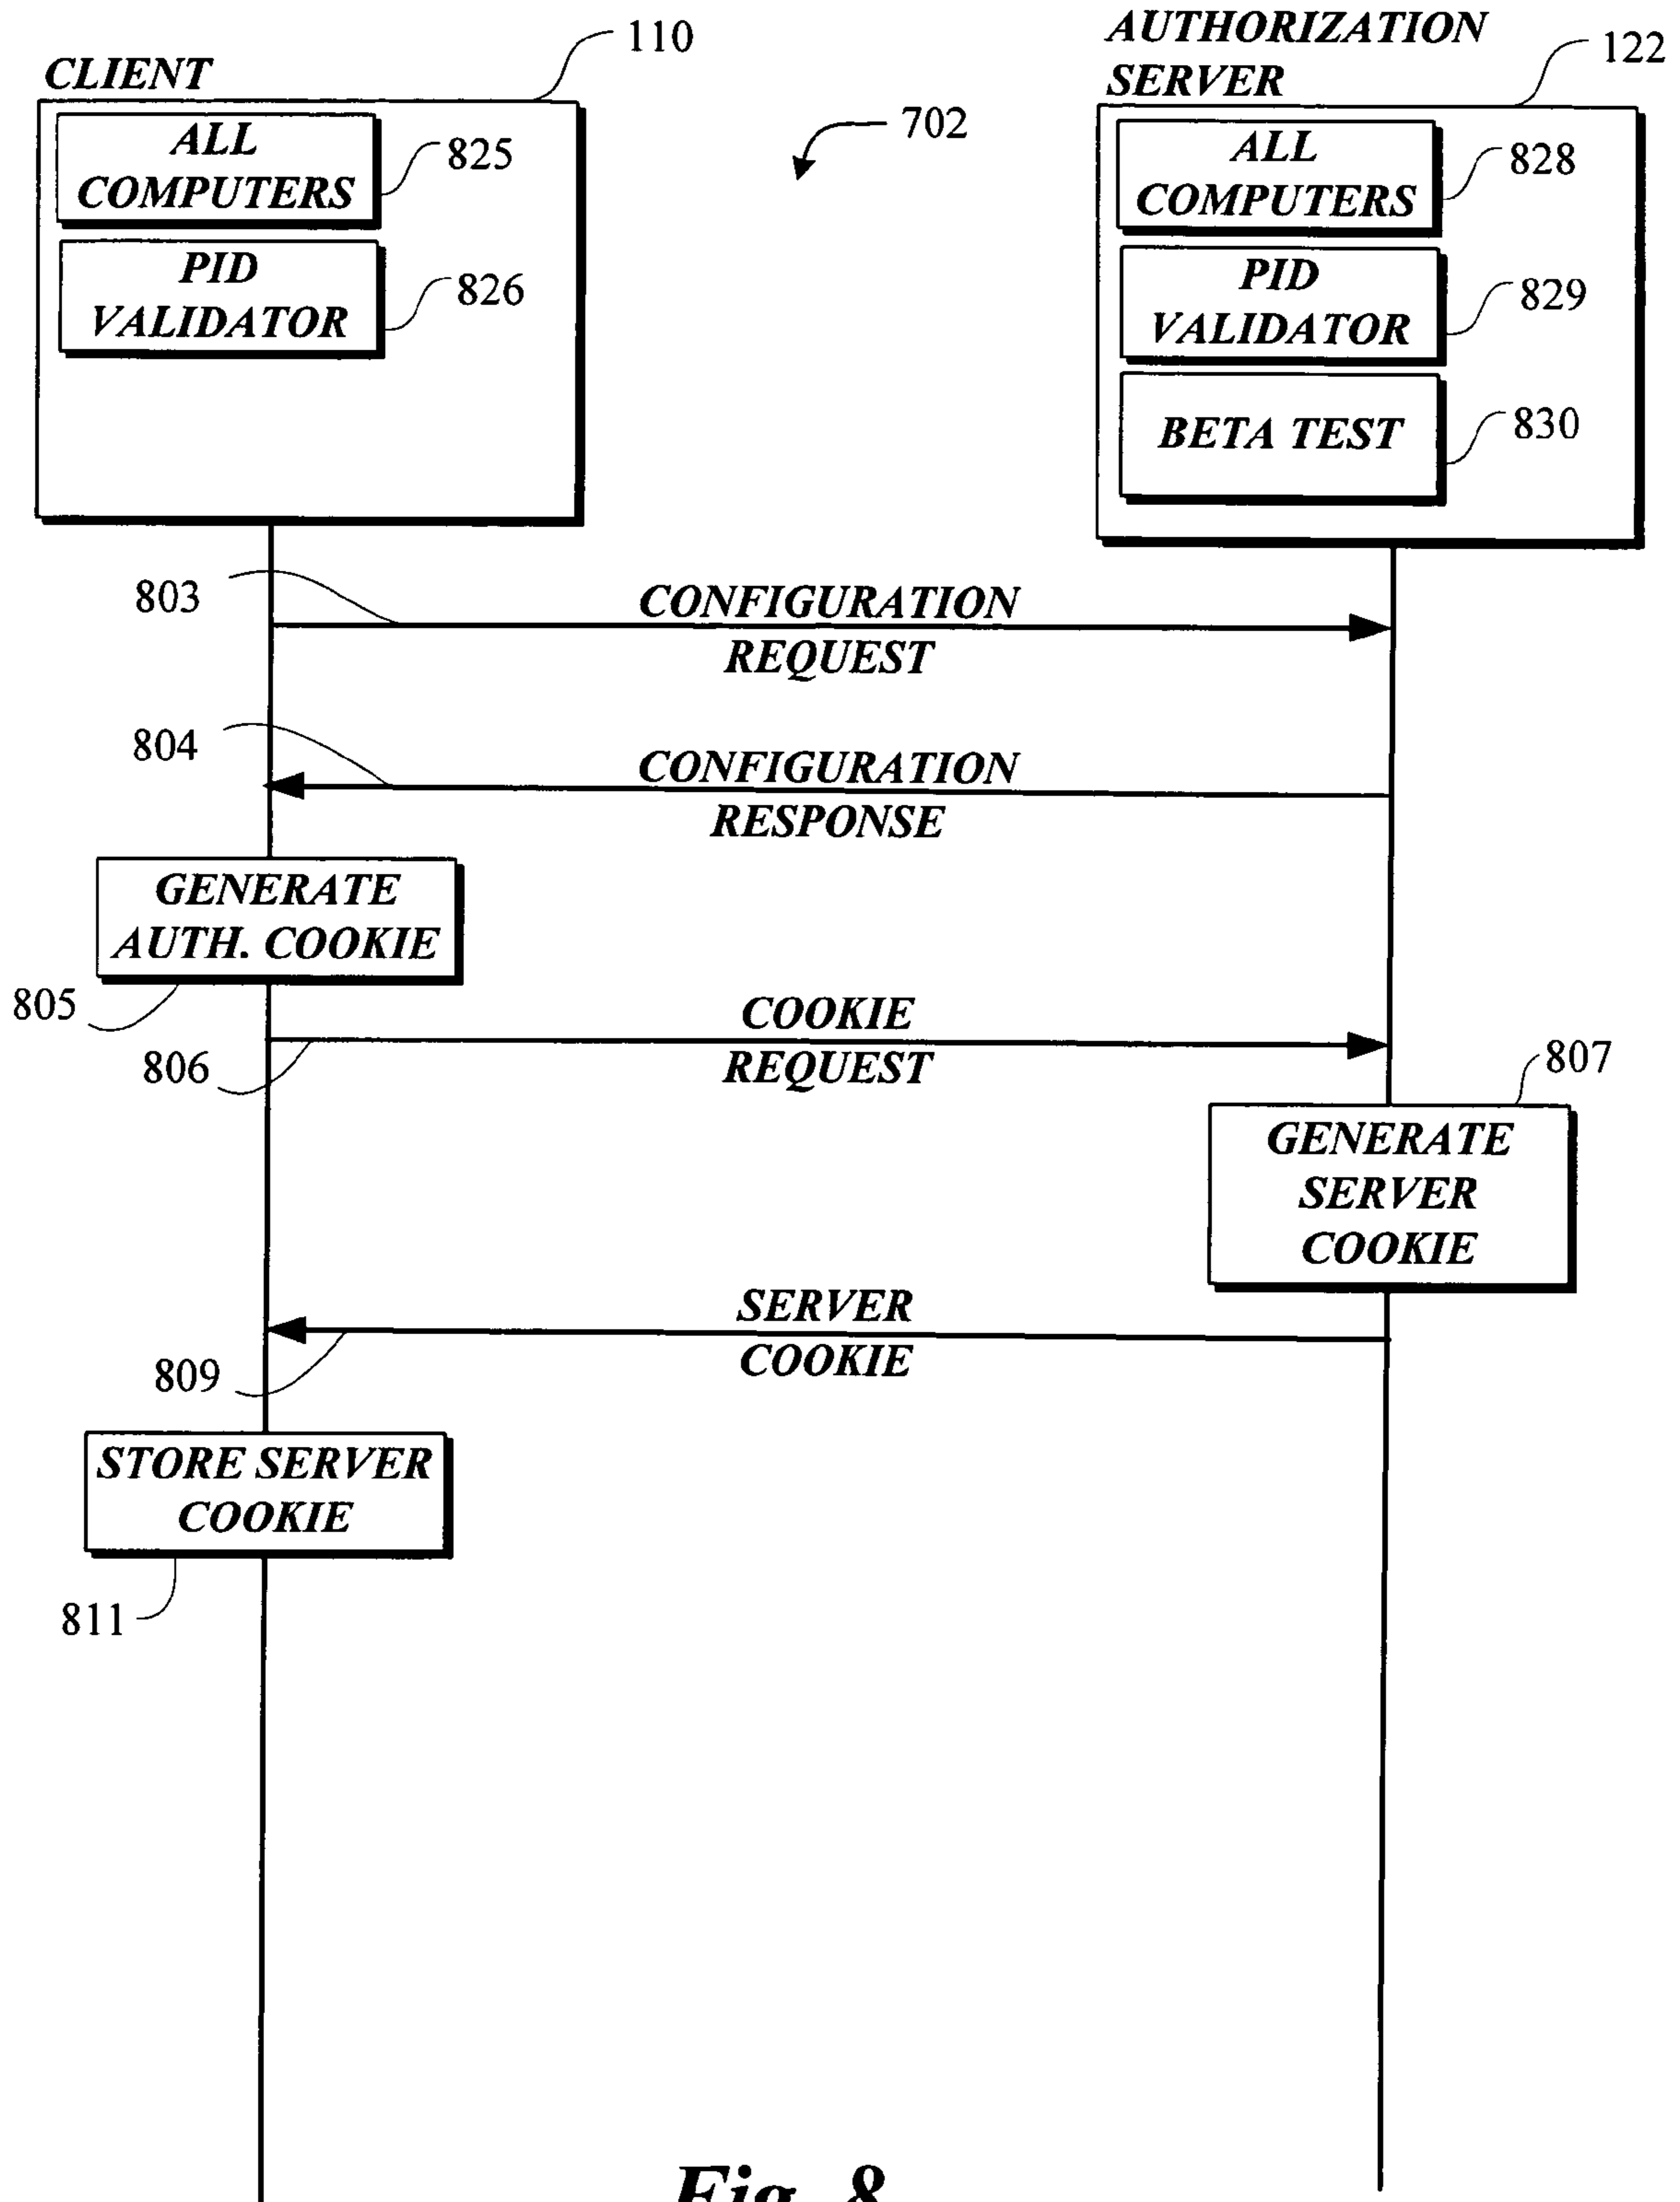 110
CLIENT
AUTHORIZATION
SERVER
122
702
ALL
COMPUTERS
825
PID
VALIDATOR
826
ALL
COMPUTERS
828
PID
VALIDATOR
829
BETA TEST
830
803
CONFIGURATION
REQUEST
804
CONFIGURATION
RESPONSE
GENERATE
AUTH. COOKIE
805
COOKIE
REQUEST
806
807
GENERATE
SERVER
COOKIE
SERVER
COOKIE
809
STORE SERVER
COOKIE
811
Fig. 8